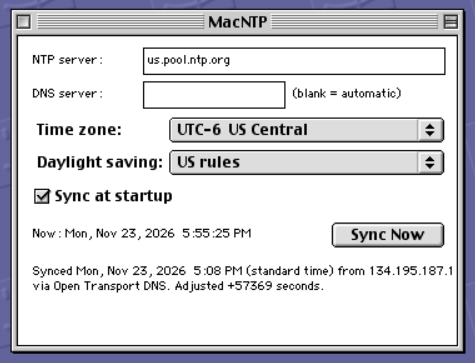 MacNTP
NTP server: us.pool.ntp.org
DNS server: (blank = automatic)
Time zone: UTC-6 US Central
Daylight saving: US rules
Sync at startup
Now: Mon, Nov 23, 2026 5:55:25 PM Sync Now
Synced Mon, Nov 23, 2026 5:08 PM (standard time) from 134.195.187.1
via Open Transport DNS. Adjusted +57369 seconds.